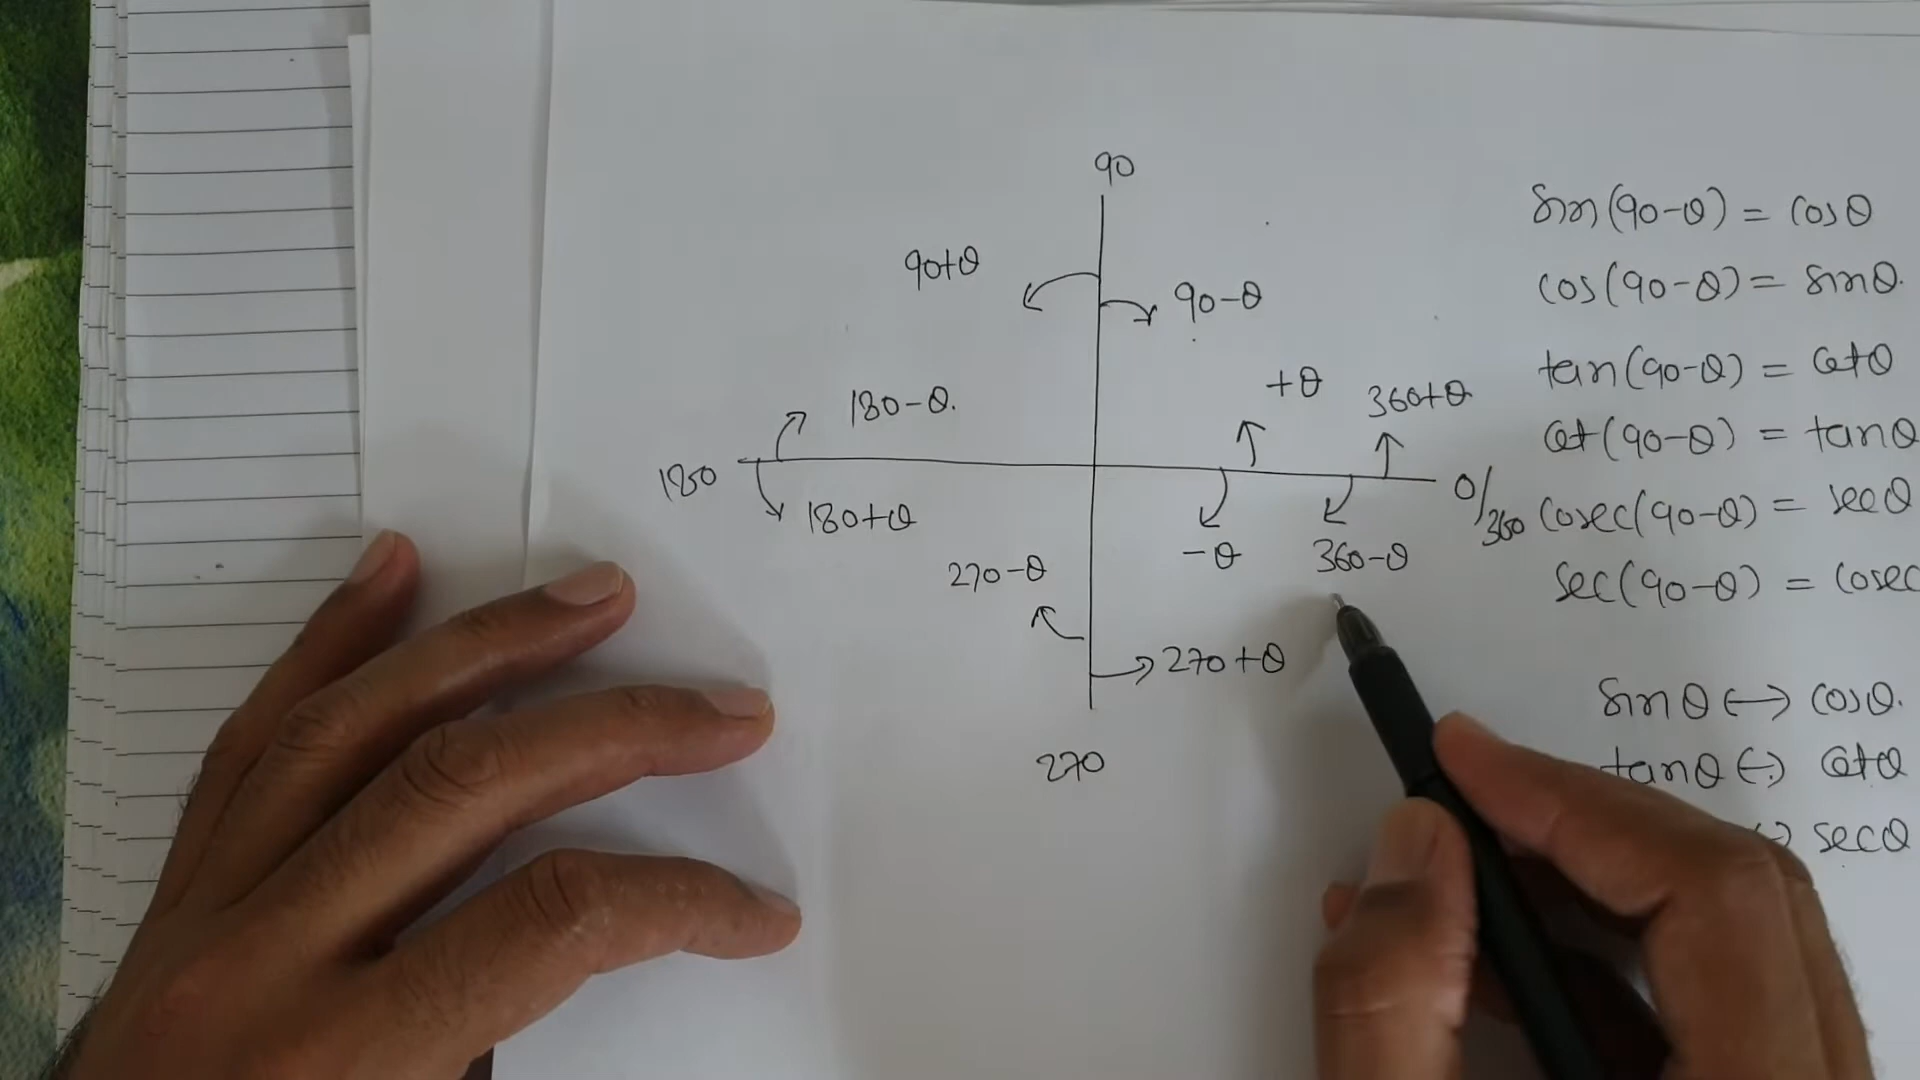 90
90+θ
90-θ
180-θ.
+θ
360+θ
180
0/360
180+θ
-θ
360-θ
270-θ
270+θ
270
sin(90-θ) = cosθ
cos(90-θ) = sinθ.
tan(90-θ) = cotθ
cot(90-θ) = tanθ
cosec(90-θ) = secθ
sec(90-θ) = cosec
sinθ ↔ cosθ.
tanθ ↔ cotθ
secθ